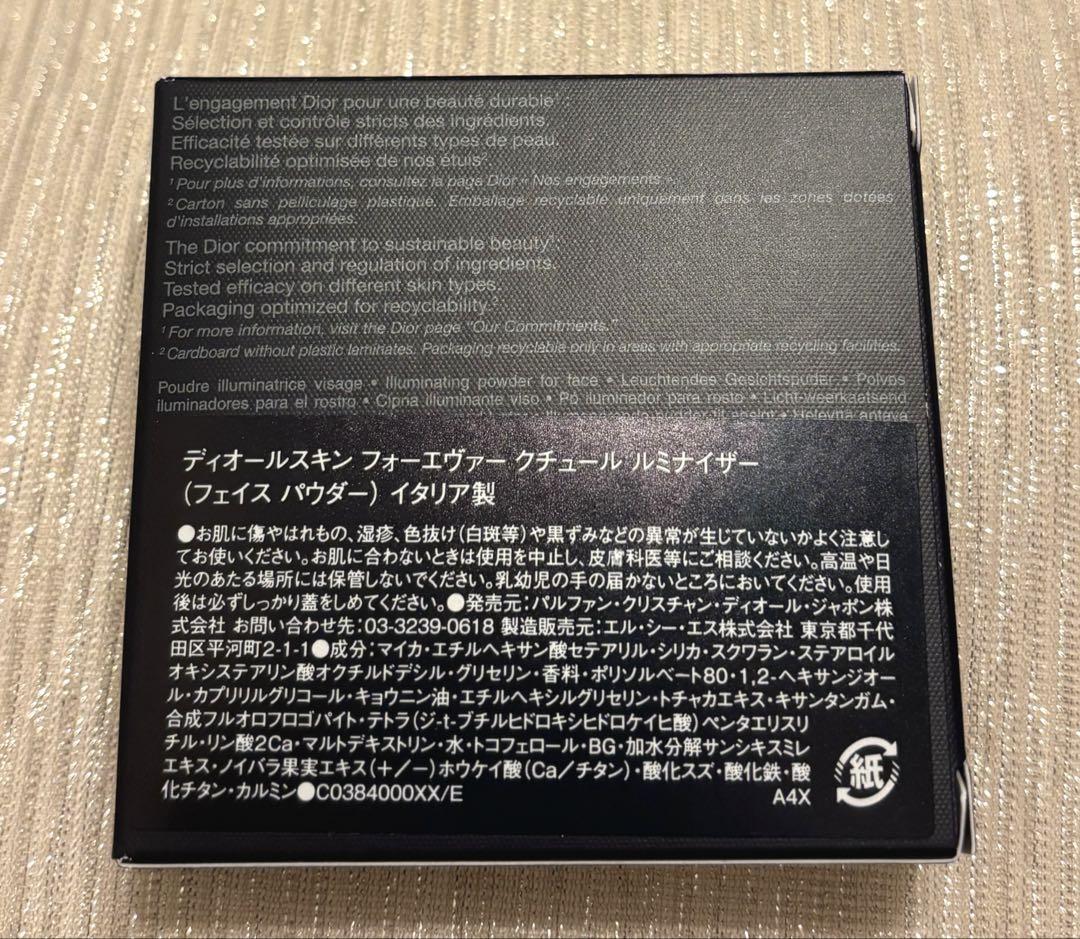 L'engagement Dior pour une beauté durable¹:
Sélection et contrôle stricts des ingrédients.
Efficacité testée sur différents types de peau.
Recyclabilité optimisée de nos étuis².
¹ Pour plus d'informations, consultez la page Dior « Nos engagements ».
² Carton sans pelliculage plastique. Emballage recyclable uniquement dans les zones dotées
d'installations appropriées.
The Dior commitment to sustainable beauty¹:
Strict selection and regulation of ingredients.
Tested efficacy on different skin types.
Packaging optimized for recyclability.²
¹ For more information, visit the Dior page "Our Commitments."
² Cardboard without plastic laminates. Packaging recyclable only in areas with appropriate recycling facilities.
Poudre illuminatrice visage • Illuminating powder for face • Leuchtendes Gesichtspuder • Polvos
iluminadores para el rostro • Cipria illuminante viso • Pó iluminador para rosto • Licht-weerkaatsend
ディオールスキン フォーエヴァー クチュール ルミナイザー
(フェイス パウダー) イタリア製
●お肌に傷やはれもの、湿疹、色抜け(白斑等)や黒ずみなどの異常が生じていないかよく注意し
てお使いください。お肌に合わないときは使用を中止し、皮膚科医等にご相談ください。高温や日
光のあたる場所には保管しないでください。乳幼児の手の届かないところにおいてください。使用
後は必ずしっかり蓋をしめてください。●発売元:パルファン・クリスチャン・ディオール・ジャポン株
式会社 お問い合わせ先:03-3239-0618 製造販売元:エル・シー・エス株式会社 東京都千代
田区平河町2-1-1●成分:マイカ・エチルヘキサン酸セテアリル・シリカ・スクワラン・ステアロイル
オキシステアリン酸オクチルドデシル・グリセリン・香料・ポリソルベート80・1,2-ヘキサンジオー
ル・カプリリルグリコール・キョウニン油・エチルヘキシルグリセリン・トチャカエキス・キサンタンガム・
合成フルオロフロゴパイト・テトラ(ジ-t-ブチルヒドロキシヒドロケイヒ酸)ペンタエリスリ
チル・リン酸2Ca・マルトデキストリン・水・トコフェロール・BG・加水分解サンシキスミレ
エキス・ノイバラ果実エキス(+/-)ホウケイ酸(Ca/チタン)・酸化スズ・酸化鉄・酸
化チタン・カルミン●C0384000XX/E
A4X
紙